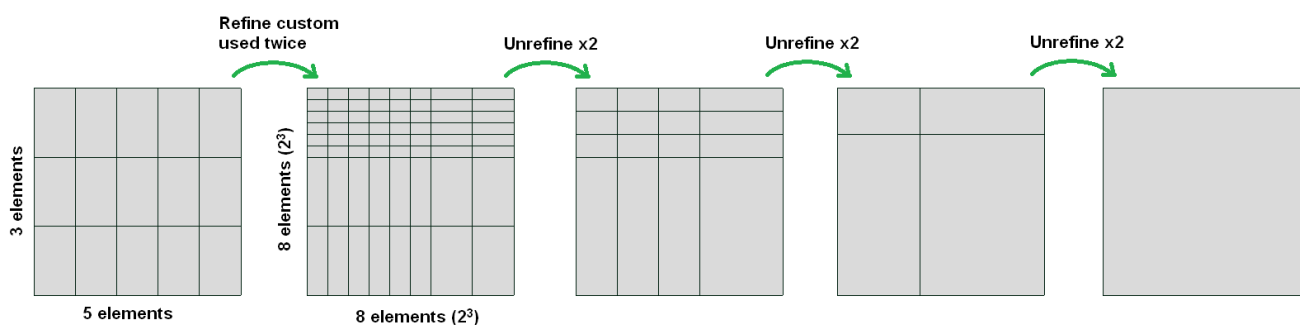 Refine custom
used twice
Unrefine x2
Unrefine x2
Unrefine x2
3 elements
8 elements (2³)
5 elements
8 elements (2³)